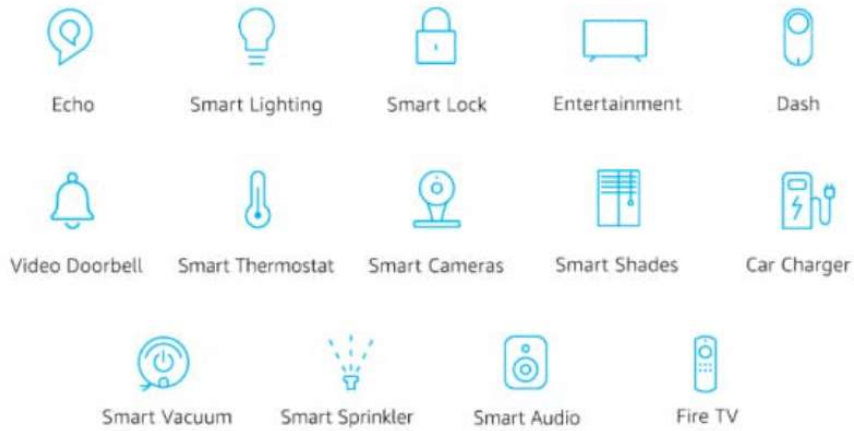 Echo
Smart Lighting
Smart Lock
Entertainment
Dash
Video Doorbell
Smart Thermostat
Smart Cameras
Smart Shades
Car Charger
Smart Vacuum
Smart Sprinkler
Smart Audio
Fire TV